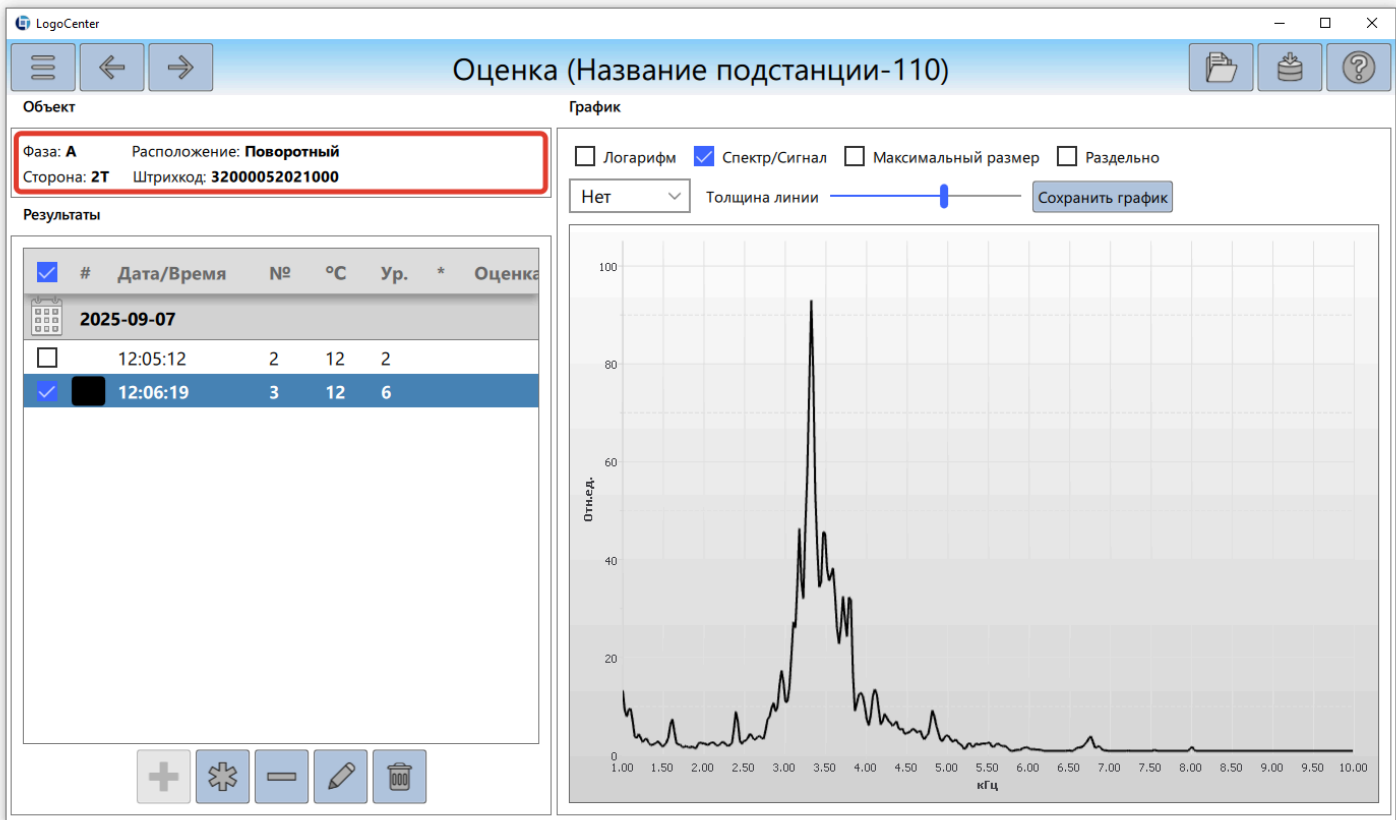 LogoCenter
Оценка (Название подстанции-110)
Объект
Фаза: А Расположение: Поворотный
Сторона: 2Т Штрихкод: 32000052021000
Результаты
# Дата/Время № °C Ур. * Оценка
2025-09-07
12:05:12 2 12 2
12:06:19 3 12 6
График
Логарифм Спектр/Сигнал Максимальный размер Раздельно
Нет Толщина линии Сохранить график
100
80
60
40
20
0
Отн.ед.
1.00 1.50 2.00 2.50 3.00 3.50 4.00 4.50 5.00 5.50 6.00 6.50 7.00 7.50 8.00 8.50 9.00 9.50 10.00
кГц